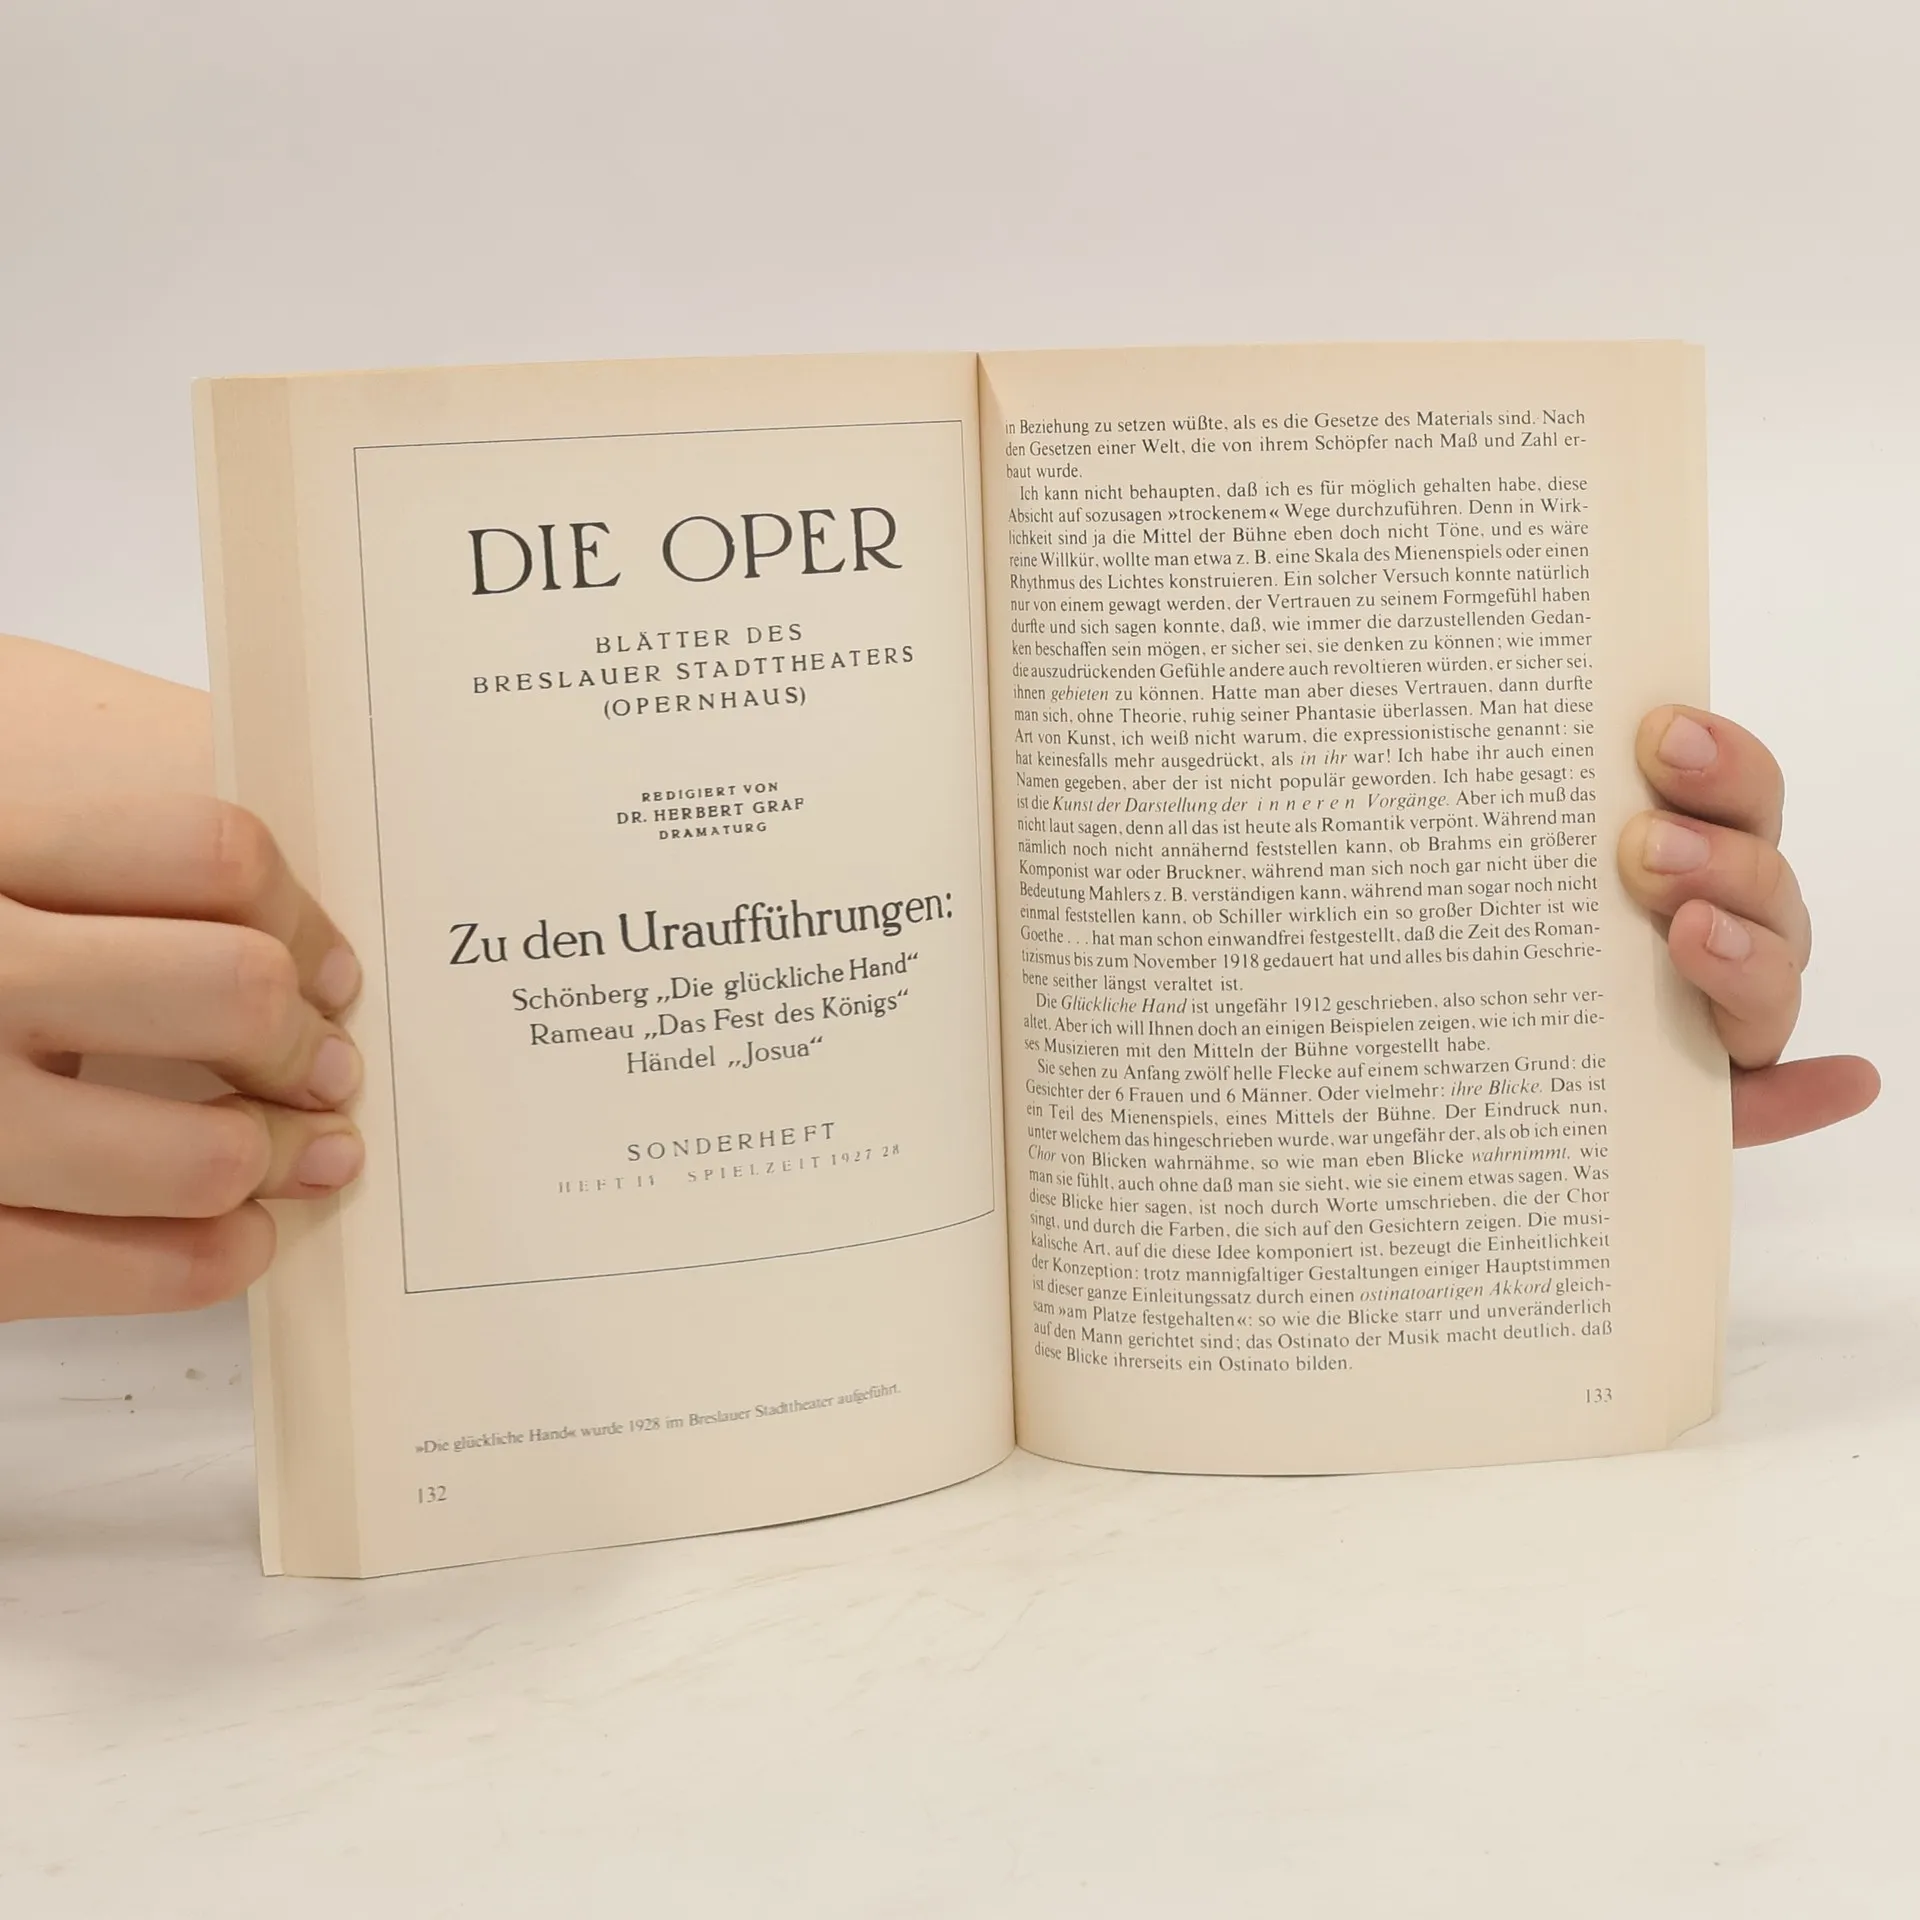 DIE OPER
BLÄTTER DES
BRESLAUER STADTTHEATERS
(OPERNHAUS)
REDIGIERT VON
DR. HERBERT GRAF
DRAMATURG
Zu den Uraufführungen:
Schönberg „Die glückliche Hand“
Rameau „Das Fest des Königs“
Händel „Josua“
SONDERHEFT
HEFT 11 SPIELZEIT 1927 28
»Die glückliche Hand« wurde 1928 im Breslauer Stadttheater aufgeführt.
132
in Beziehung zu setzen wüßte, als es die Gesetze des Materials sind. Nach
den Gesetzen einer Welt, die von ihrem Schöpfer nach Maß und Zahl er-
baut wurde.
Ich kann nicht behaupten, daß ich es für möglich gehalten habe, diese
Absicht auf sozusagen »trockenem« Wege durchzuführen. Denn in Wirk-
lichkeit sind ja die Mittel der Bühne eben doch nicht Töne, und es wäre
reine Willkür, wollte man etwa z. B. eine Skala des Mienenspiels oder einen
Rhythmus des Lichtes konstruieren. Ein solcher Versuch konnte natürlich
nur von einem gewagt werden, der Vertrauen zu seinem Formgefühl haben
durfte und sich sagen konnte, daß, wie immer die darzustellenden Gedan-
ken beschaffen sein mögen, er sicher sei, sie denken zu können; wie immer
die auszudrückenden Gefühle andere auch revoltieren würden, er sicher sei,
ihnen gebieten zu können. Hatte man aber dieses Vertrauen, dann durfte
man sich, ohne Theorie, ruhig seiner Phantasie überlassen. Man hat diese
Art von Kunst, ich weiß nicht warum, die expressionistische genannt: sie
hat keinesfalls mehr ausgedrückt, als in ihr war! Ich habe ihr auch einen
Namen gegeben, aber der ist nicht populär geworden. Ich habe gesagt: es
ist die Kunst der Darstellung der inneren Vorgänge. Aber ich muß das
nicht laut sagen, denn all das ist heute als Romantik verpönt. Während man
nämlich noch nicht annähernd feststellen kann, ob Brahms ein größerer
Komponist war oder Bruckner, während man sich noch gar nicht über die
Bedeutung Mahlers z. B. verständigen kann, während man sogar noch nicht
einmal feststellen kann, ob Schiller wirklich ein so großer Dichter ist wie
Goethe . . . hat man schon einwandfrei festgestellt, daß die Zeit des Roman-
tizismus bis zum November 1918 gedauert hat und alles bis dahin Geschrie-
bene seither längst veraltet ist.
Die Glückliche Hand ist ungefähr 1912 geschrieben, also schon sehr ver-
altet. Aber ich will Ihnen doch an einigen Beispielen zeigen, wie ich mir die-
ses Musizieren mit den Mitteln der Bühne vorgestellt habe.
Sie sehen zu Anfang zwölf helle Flecke auf einem schwarzen Grund: die
Gesichter der 6 Frauen und 6 Männer. Oder vielmehr: ihre Blicke. Das ist
ein Teil des Mienenspiels, eines Mittels der Bühne. Der Eindruck nun,
unter welchem das hingeschrieben wurde, war ungefähr der, als ob ich einen
Chor von Blicken wahrnähme, so wie man eben Blicke wahrnimmt, wie
man sie fühlt, auch ohne daß man sie sieht, wie sie einem etwas sagen. Was
diese Blicke hier sagen, ist noch durch Worte umschrieben, die der Chor
singt, und durch die Farben, die sich auf den Gesichtern zeigen. Die musi-
kalische Art, auf die diese Idee komponiert ist, bezeugt die Einheitlichkeit
der Konzeption: trotz mannigfaltiger Gestaltungen einiger Hauptstimmen
ist dieser ganze Einleitungssatz durch einen ostinatoartigen Akkord gleich-
sam »am Platze festgehalten«: so wie die Blicke starr und unveränderlich
auf den Mann gerichtet sind; das Ostinato der Musik macht deutlich, daß
diese Blicke ihrerseits ein Ostinato bilden.
133